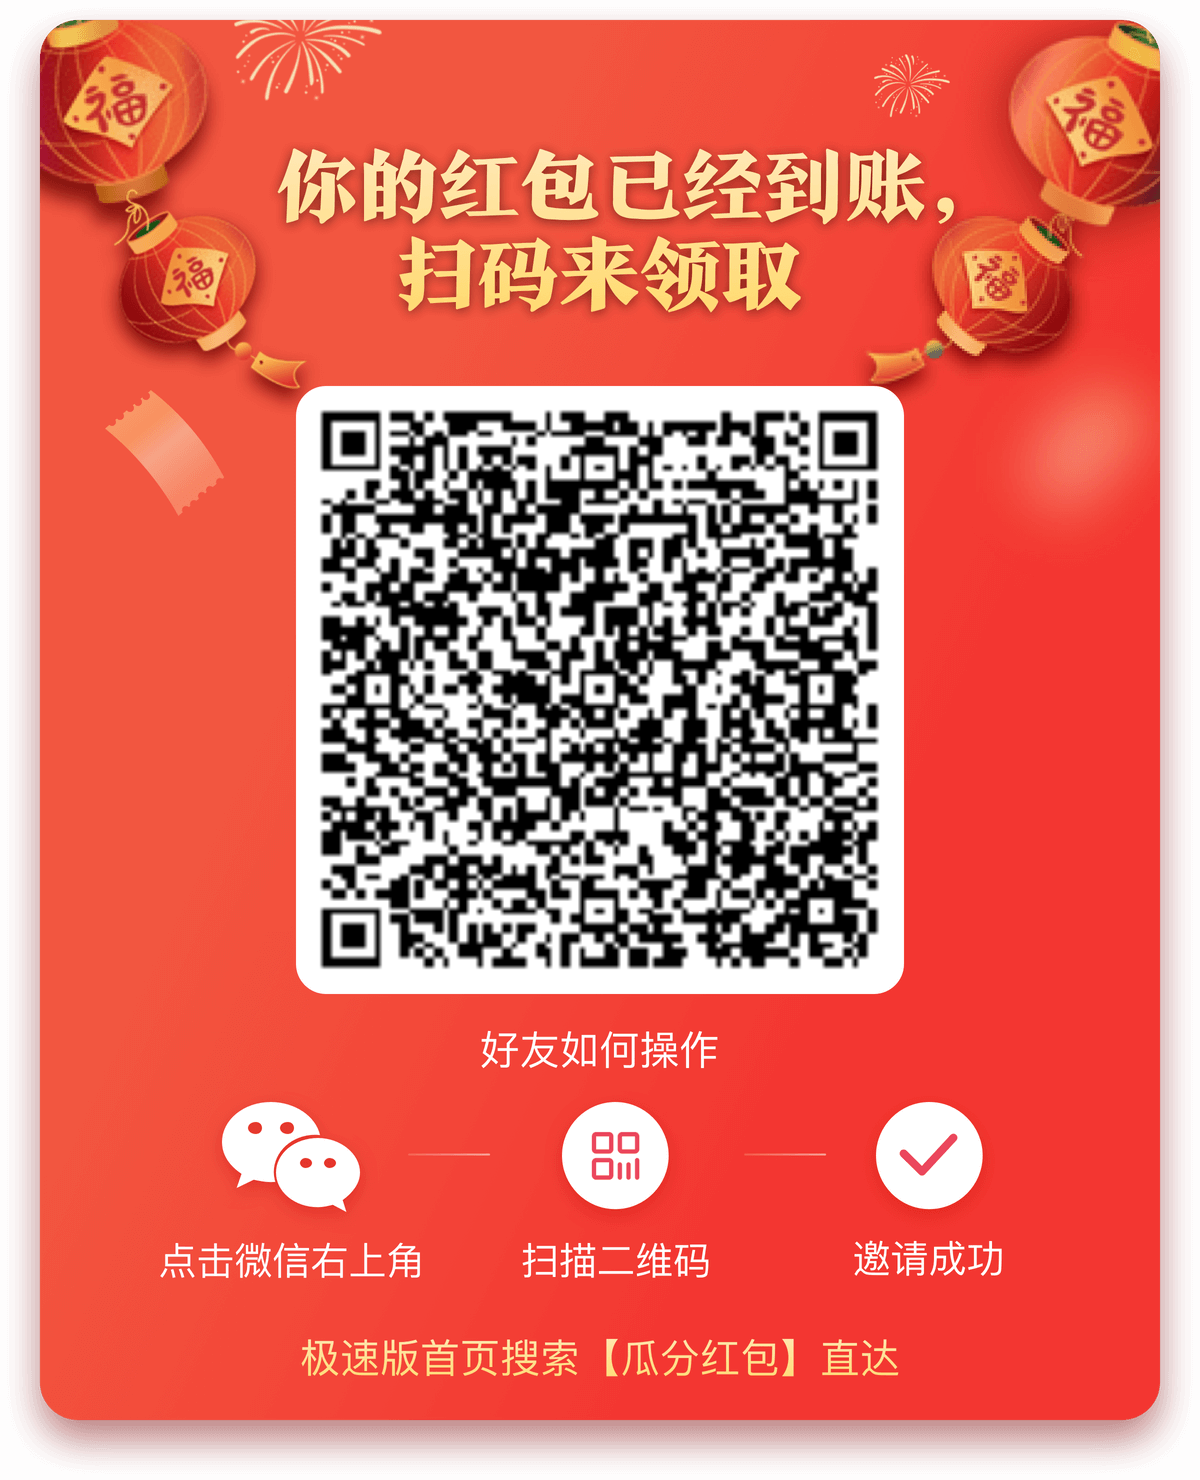 福
福
福
福
你的红包已经到账，
扫码来领取
好友如何操作
点击微信右上角
扫描二维码
邀请成功
极速版首页搜索【瓜分红包】直达